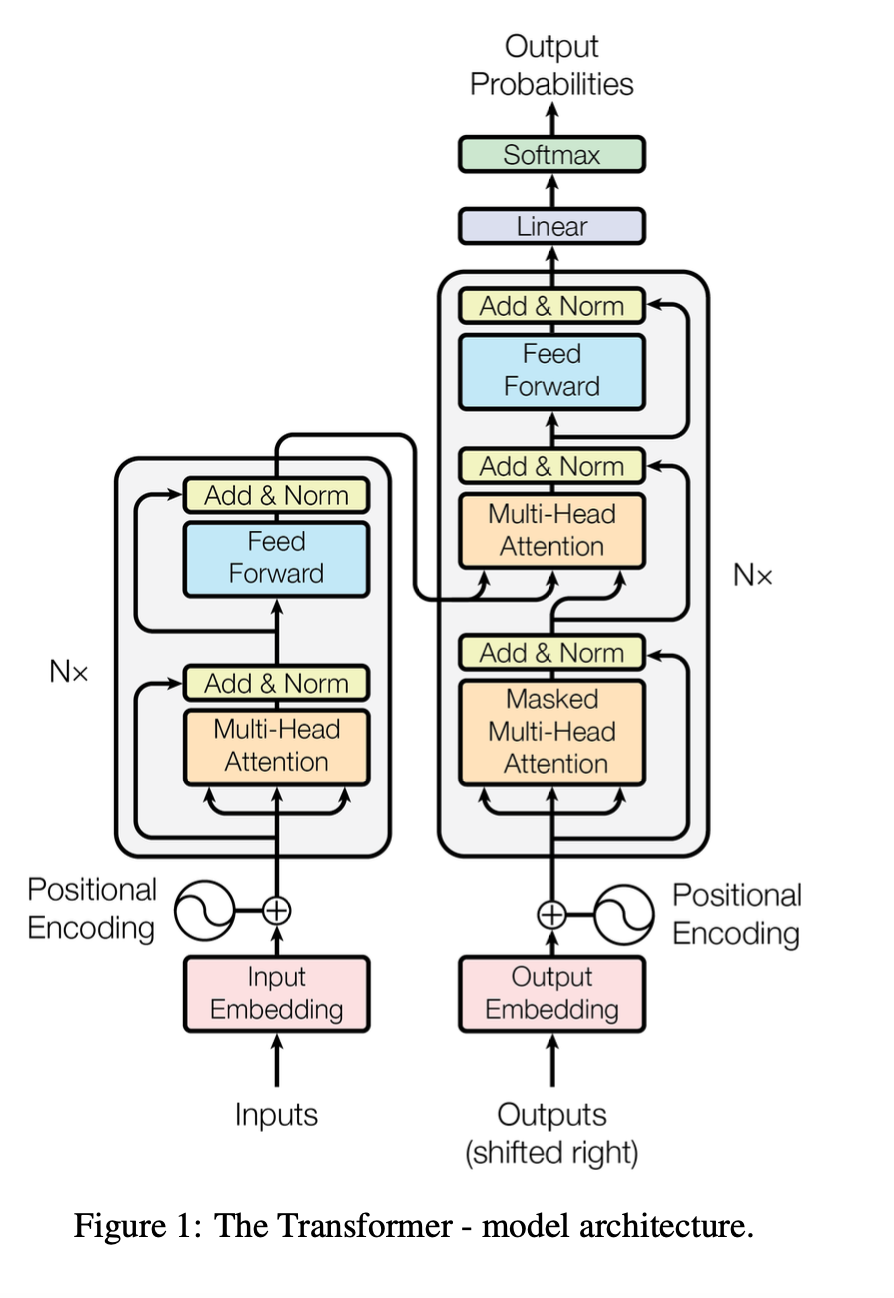 Output
Probabilities
Softmax
Linear
Add & Norm
Feed
Forward
Add & Norm
Multi-Head
Attention
Add & Norm
Masked
Multi-Head
Attention
Nx
Add & Norm
Feed
Forward
Add & Norm
Multi-Head
Attention
N×
Positional
Encoding
Positional
Encoding
Input
Embedding
Output
Embedding
Inputs
Outputs
(shifted right)
Figure 1: The Transformer - model architecture.